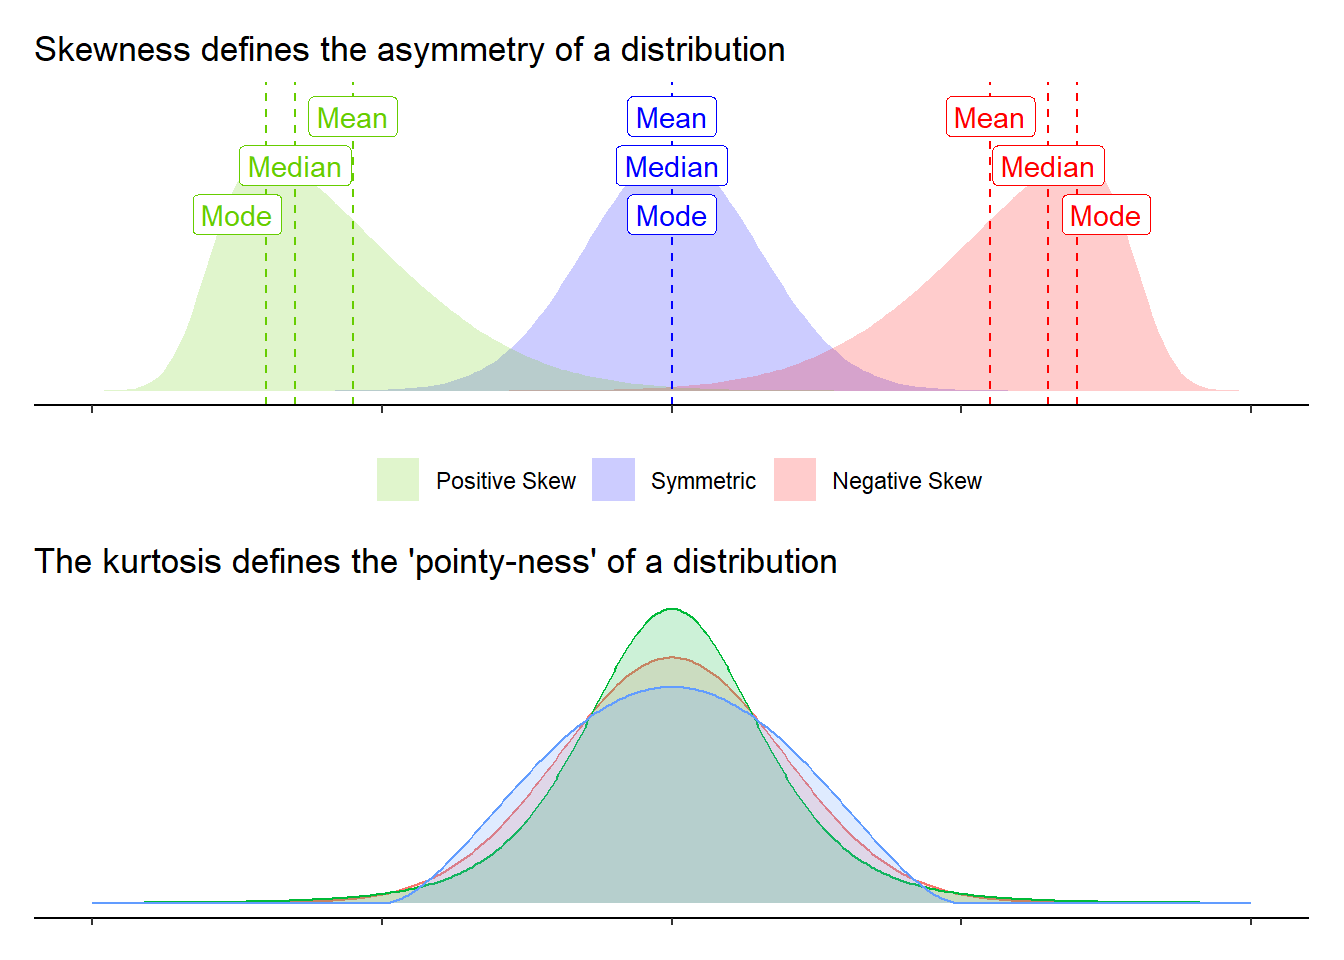 Skewness defines the asymmetry of a distribution
Mean Mean Mean
Median Median Median
Mode Mode Mode
Positive Skew Symmetric Negative Skew
The kurtosis defines the 'pointy-ness' of a distribution